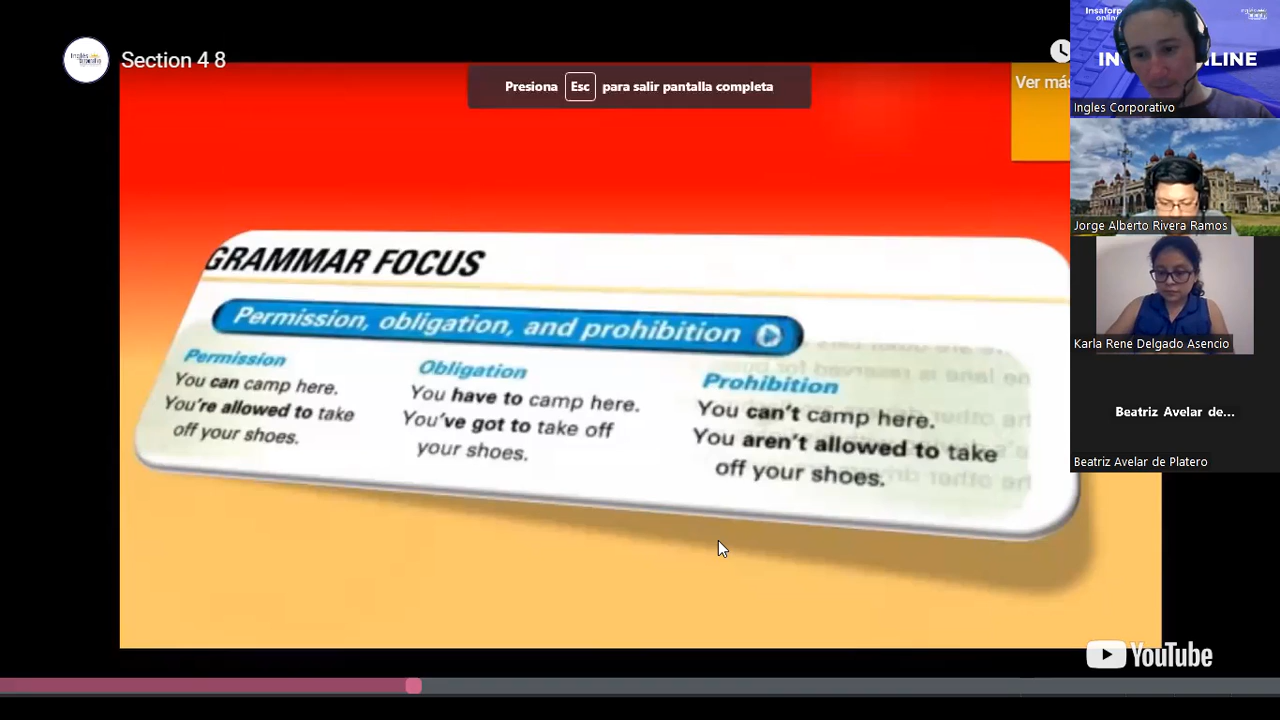 Section 4 8
Presiona Esc para salir pantalla completa
Ver más
GRAMMAR FOCUS
Permission, obligation, and prohibition
Permission
You can camp here.
You're allowed to take
off your shoes.
Obligation
You have to camp here.
You've got to take off
your shoes.
Prohibition
You can't camp here.
You aren't allowed to take
off your shoes.
YouTube
Ingles Corporativo
Jorge Alberto Rivera Ramos
Karla Rene Delgado Asencio
Beatriz Avelar de...
Beatriz Avelar de Platero